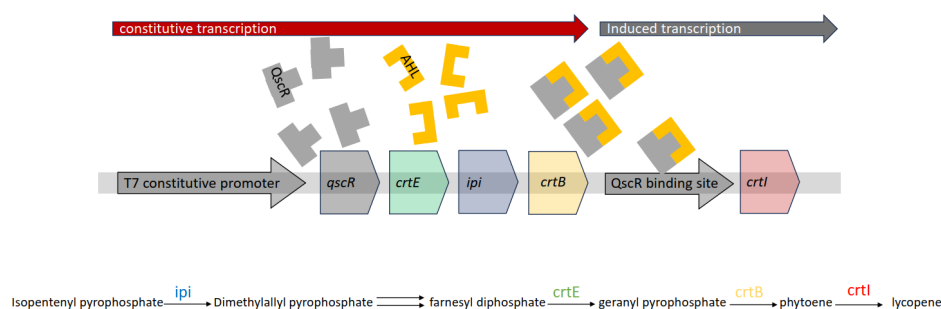 constitutive transcription
Induced transcription
QscR
AHL
T7 constitutive promoter
qscR
crtE
ipi
crtB
QscR binding site
crtI
ipi
crtE
crtB
crtI
Isopentenyl pyrophosphate
Dimethylallyl pyrophosphate
farnesyl diphosphate
geranyl pyrophosphate
phytoene
lycopene